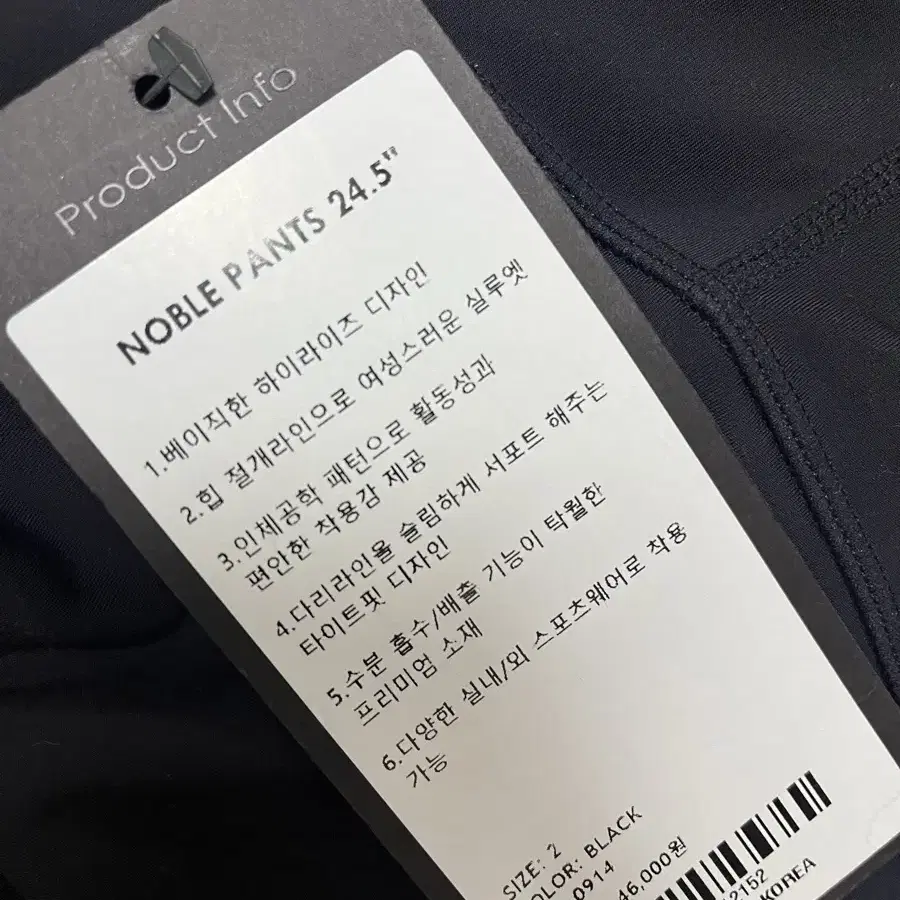 Product Info
NOBLE PANTS 24.5"
1.베이직한 하이라이즈 디자인
2.힙 절개라인으로 여성스러운 실루엣
3.인체공학 패턴으로 활동성과
편안한 착용감 제공
4.다리라인을 슬림하게 서포트 해주는
타이트핏 디자인
5.수분 흡수/배출 기능이 탁월한
프리미엄 소재
6.다양한 실내/외 스포츠웨어로 착용
가능
SIZE: 2
OLOR: BLACK
0914
46,000원
2152
KOREA